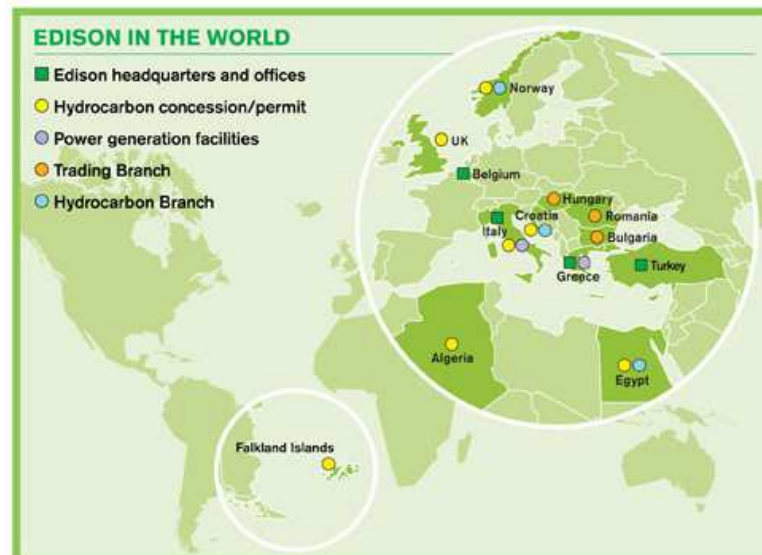 EDISON IN THE WORLD
Edison headquarters and offices
Hydrocarbon concession/permit
Power generation facilities
Trading Branch
Hydrocarbon Branch
Norway
UK
Belgium
Hungary
Croatia
Romania
Italy
Bulgaria
Greece
Turkey
Algeria
Egypt
Falkland Islands